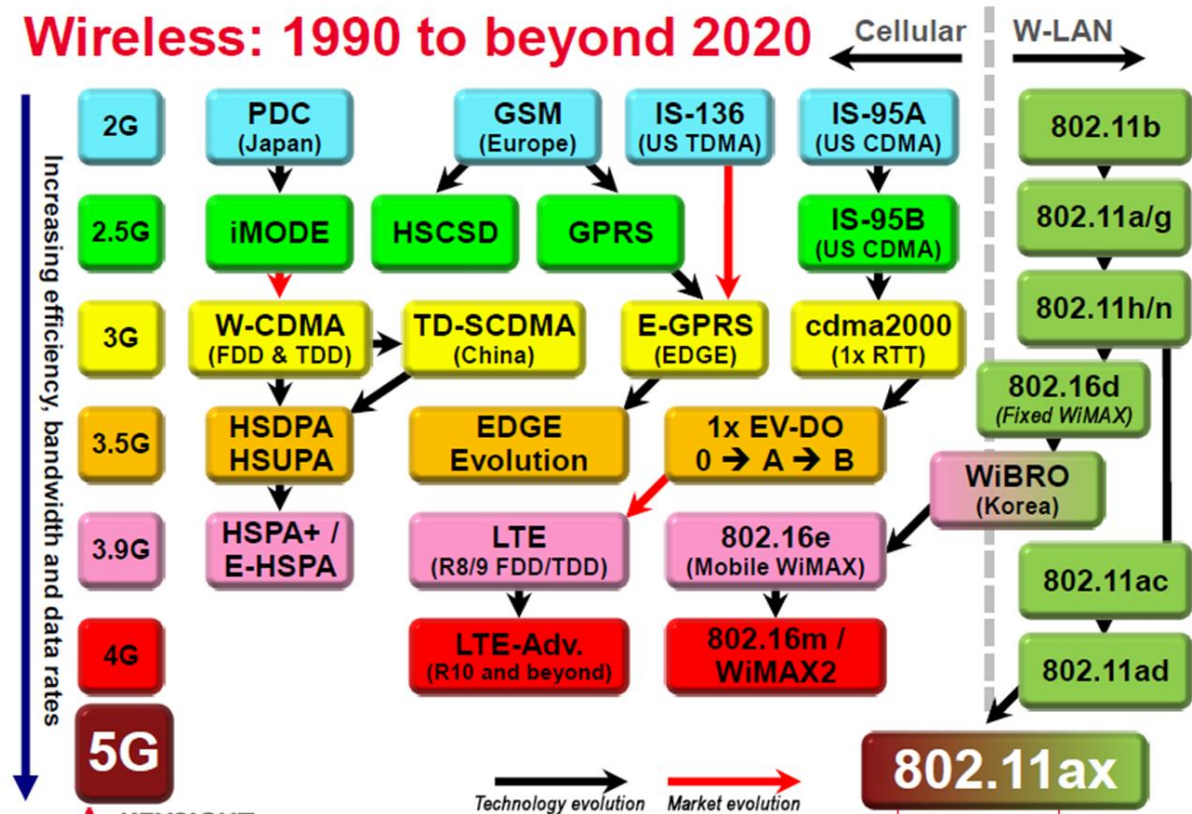 Wireless: 1990 to beyond 2020
Cellular
W-LAN
Increasing efficiency, bandwidth and data rates
2G
PDC
(Japan)
GSM
(Europe)
IS-136
(US TDMA)
IS-95A
(US CDMA)
802.11b
2.5G
iMODE
HSCSD
GPRS
IS-95B
(US CDMA)
802.11a/g
3G
W-CDMA
(FDD & TDD)
TD-SCDMA
(China)
E-GPRS
(EDGE)
cdma2000
(1x RTT)
802.11h/n
802.16d
(Fixed WiMAX)
3.5G
HSDPA
HSUPA
EDGE
Evolution
1x EV-DO
0 ➔ A ➔ B
WiBRO
(Korea)
3.9G
HSPA+ /
E-HSPA
LTE
(R8/9 FDD/TDD)
802.16e
(Mobile WiMAX)
802.11ac
4G
LTE-Adv.
(R10 and beyond)
802.16m /
WiMAX2
802.11ad
5G
802.11ax
Technology evolution
Market evolution